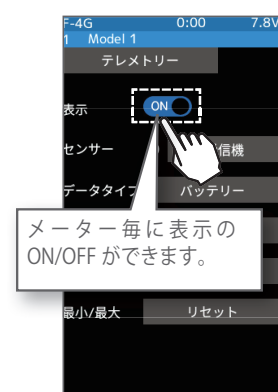 F-4G 0:00 7.8V
1 Model 1
テレメトリー
表示 ON
センサー 信機
データタイプ バッテリー
メーター毎に表示の
ON/OFF ができます。
最小/最大 リセット